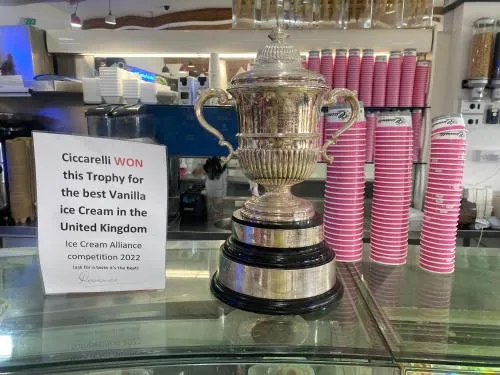 Ciccarelli WON
this Trophy for
the best Vanilla
ice Cream in the
United Kingdom
Ice Cream Alliance
competition 2022
(ask for a taste it's the best)